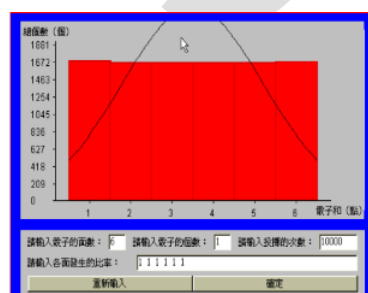 總個數 (個)
1881
1672
1463
1254
1045
836
627
418
209
0
1 2 3 4 5 6 骰子和 (點)
請輸入骰子的面數: 6 請輸入骰子的個數: 1 請輸入投擲的次數: 10000
請輸入各面發生的比率: 1 1 1 1 1 1
重新輸入 確定